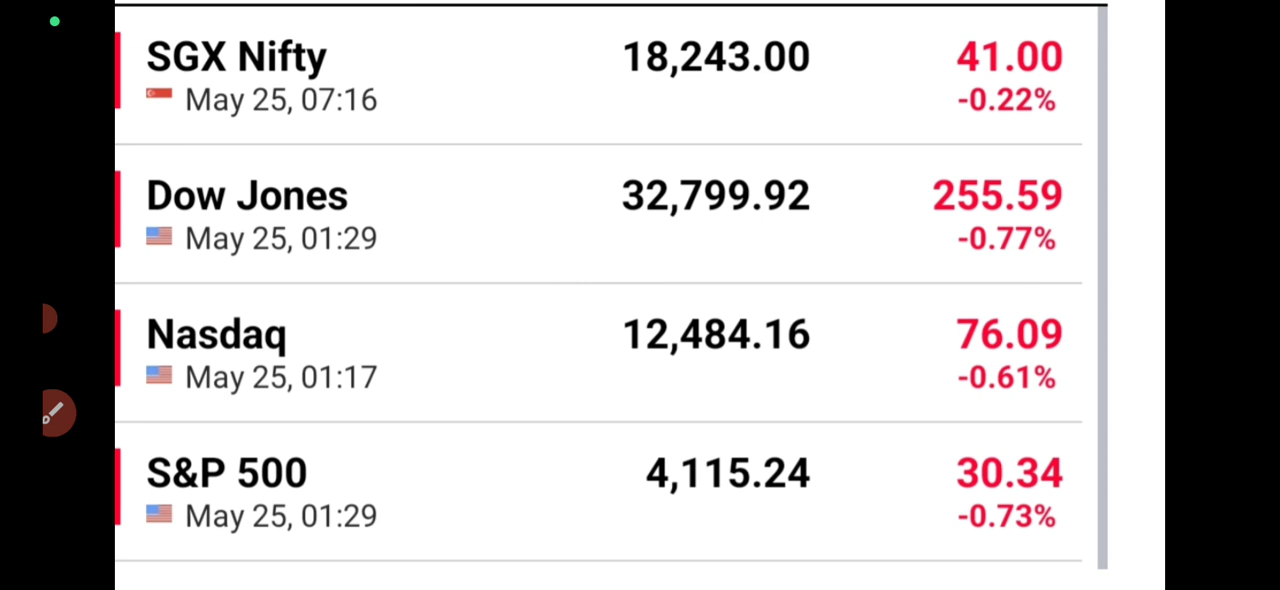 SGX Nifty 18,243.00 41.00
May 25, 07:16 -0.22%
Dow Jones 32,799.92 255.59
May 25, 01:29 -0.77%
Nasdaq 12,484.16 76.09
May 25, 01:17 -0.61%
S&P 500 4,115.24 30.34
May 25, 01:29 -0.73%